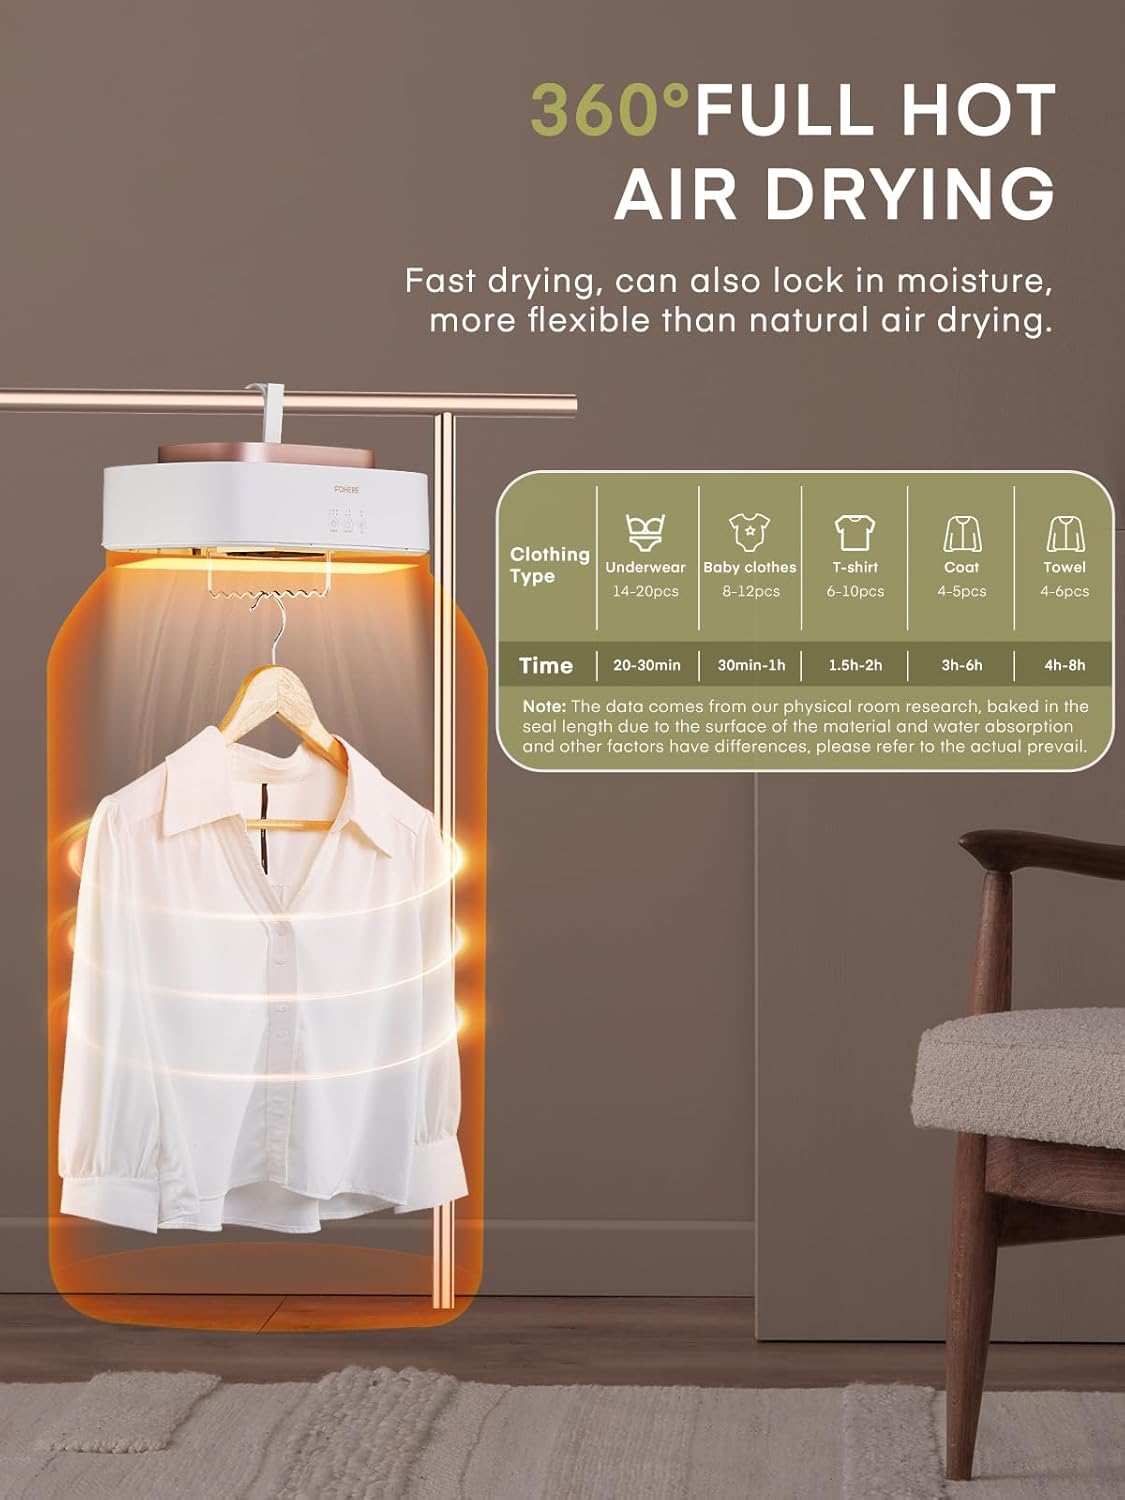 360°FULL HOT
AIR DRYING
Fast drying, can also lock in moisture,
more flexible than natural air drying.
FOHERE
Clothing
Type
Underwear
14-20pcs
Baby clothes
8-12pcs
T-shirt
6-10pcs
Coat
4-5pcs
Towel
4-6pcs
Time
20-30min
30min-1h
1.5h-2h
3h-6h
4h-8h
Note: The data comes from our physical room research, baked in the
seal length due to the surface of the material and water absorption
and other factors have differences, please refer to the actual prevail.